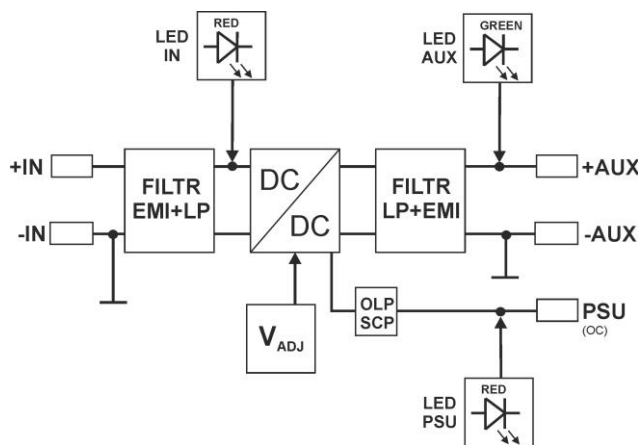 LED
IN
RED
LED
AUX
GREEN
+IN
-IN
FILTR
EMI+LP
DC
DC
FILTR
LP+EMI
+AUX
-AUX
VADJ
OLP
SCP
PSU
(OC)
LED
PSU
RED